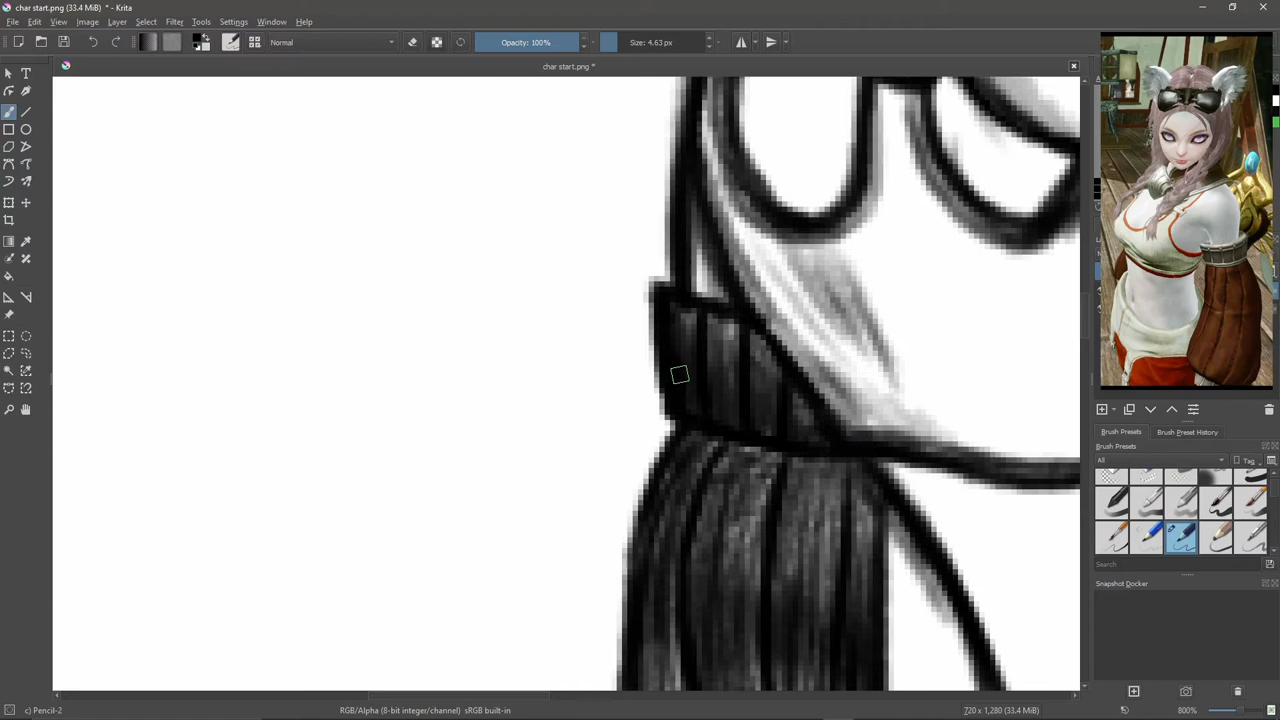 char start.png (33.4 MiB) * - Krita
File Edit View Image Layer Select Filter Tools Settings Window Help
Normal
Opacity: 100%
Size: 4.63 px
char start.png *
Brush Presets
Brush Preset History
Brush Presets
All
Tag
Search
Snapshot Docker
c) Pencil-2
RGB/Alpha (8-bit integer/channel) sRGB built-in
720 x 1,280 (33.4 MiB)
800%